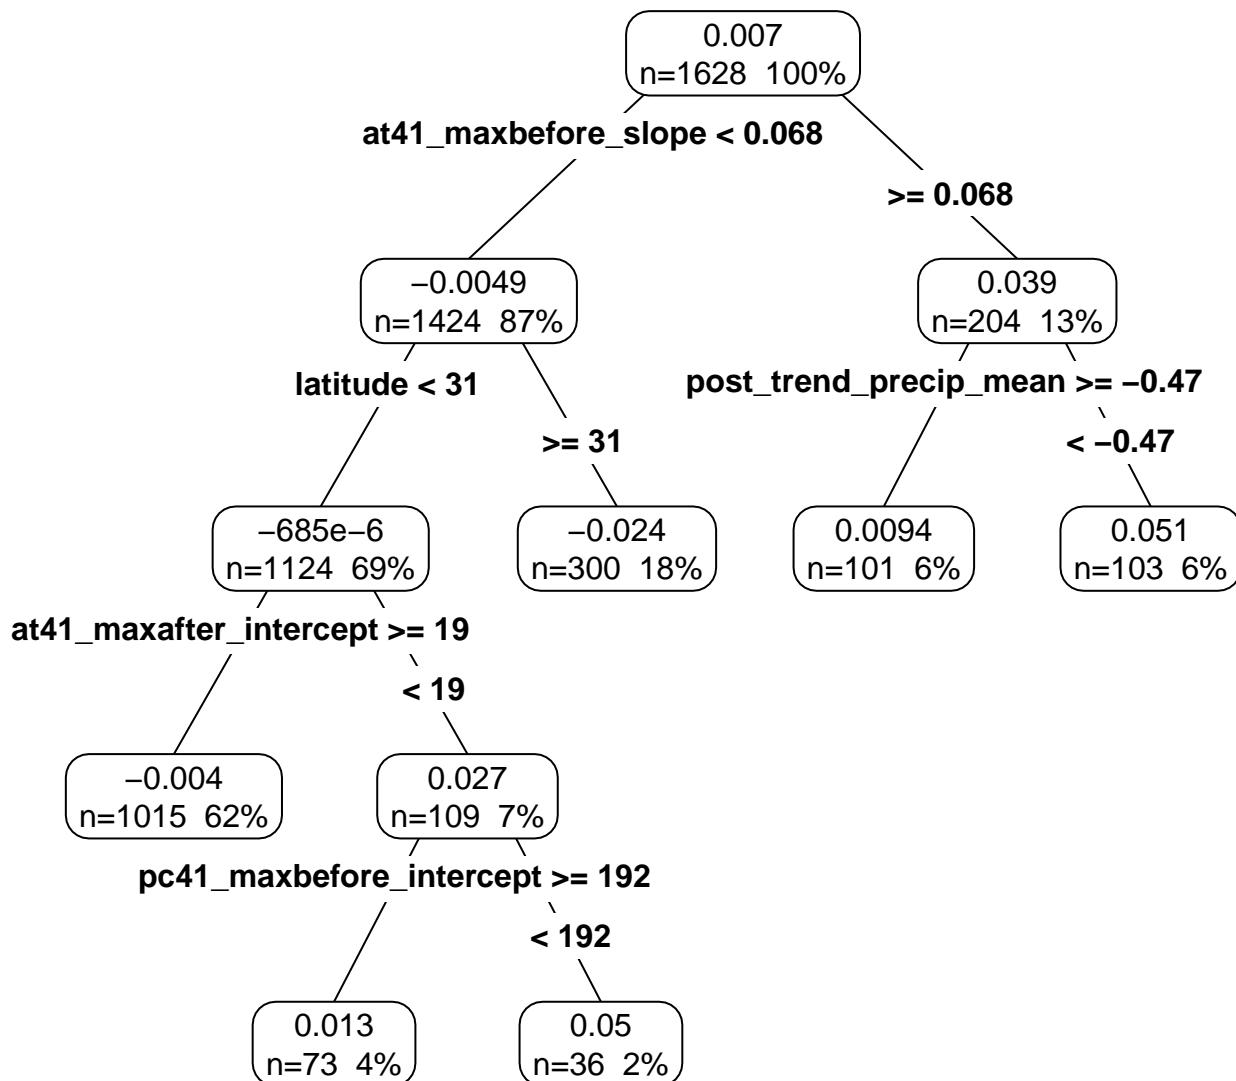 0.007
n=1628  100%
at41_maxbefore_slope < 0.068
>= 0.068
−0.0049
n=1424  87%
0.039
n=204  13%
latitude < 31
post_trend_precip_mean >= −0.47
>= 31
< −0.47
−685e−6
n=1124  69%
−0.024
n=300  18%
0.0094
n=101  6%
0.051
n=103  6%
at41_maxafter_intercept >= 19
< 19
−0.004
n=1015  62%
0.027
n=109  7%
pc41_maxbefore_intercept >= 192
< 192
0.013
n=73  4%
0.05
n=36  2%